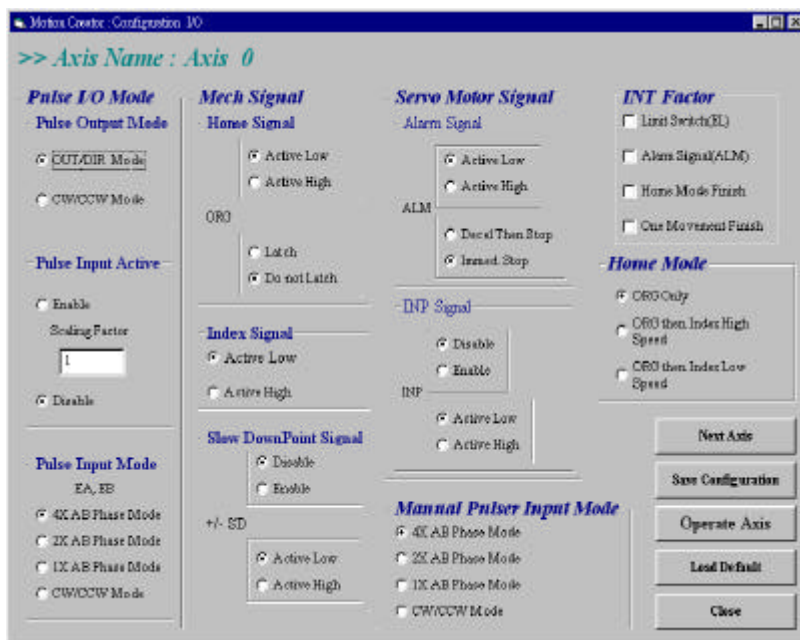 Motion Creator : Configuration I/O
>> Axis Name : Axis 0
Pulse I/O Mode
Pulse Output Mode
OUT/DIR Mode
CW/CCW Mode
Pulse Input Active
Enable
Scaling Factor
1
Disable
Pulse Input Mode
EA, EB
4X AB Phase Mode
2X AB Phase Mode
1X AB Phase Mode
CW/CCW Mode
Mech Signal
Home Signal
Active Low
Active High
ORG
Latch
Do not Latch
Index Signal
Active Low
Active High
Slow DownPoint Signal
Disable
Enable
+/- SD
Active Low
Active High
Servo Motor Signal
Alarm Signal
Active Low
Active High
ALM
Decel Then Stop
Immed. Stop
INP Signal
Disable
Enable
INP
Active Low
Active High
Manual Pulser Input Mode
4X AB Phase Mode
2X AB Phase Mode
1X AB Phase Mode
CW/CCW Mode
INT Factor
Limit Switch(EL)
Alarm Signal(ALM)
Home Mode Finish
One Movement Finish
Home Mode
ORG Only
ORG then Index High
Speed
ORG then Index Low
Speed
Next Axis
Save Configuration
Operate Axis
Load Default
Close